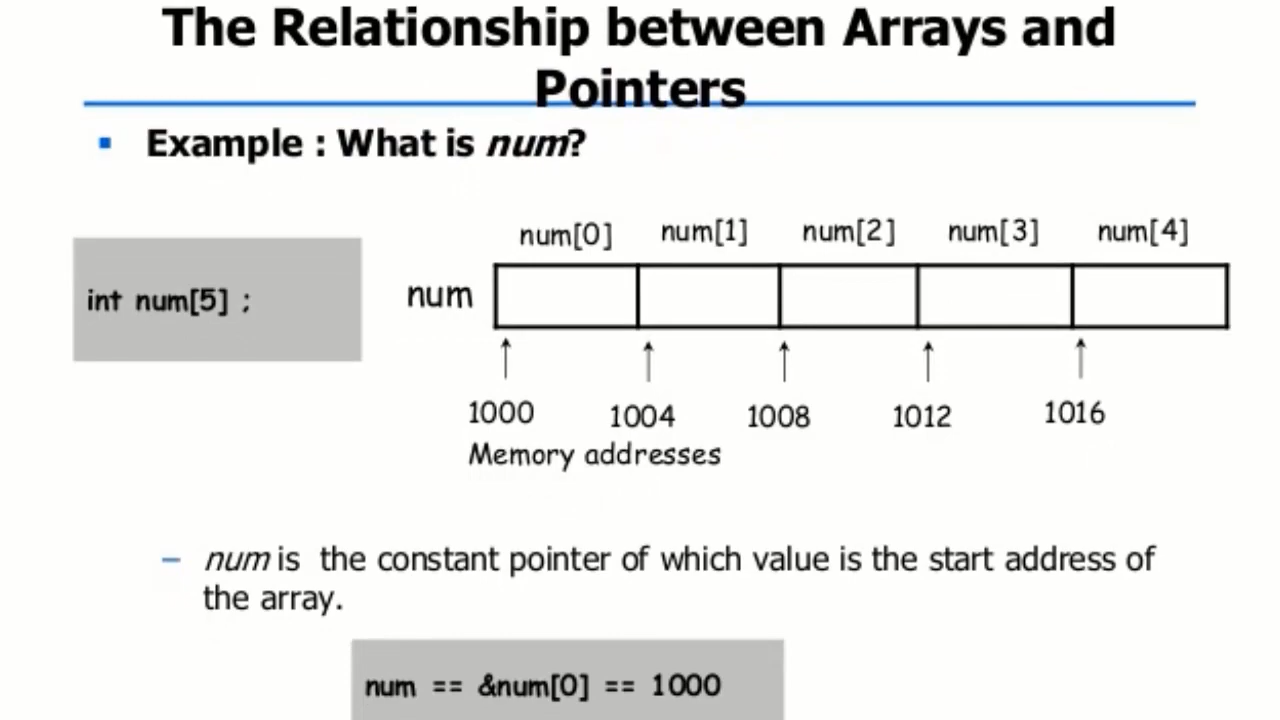 The Relationship between Arrays and
Pointers
Example : What is num?
num[0] num[1] num[2] num[3] num[4]
int num[5] ;
num
1000 1004 1008 1012 1016
Memory addresses
– num is the constant pointer of which value is the start address of
the array.
num == &num[0] == 1000